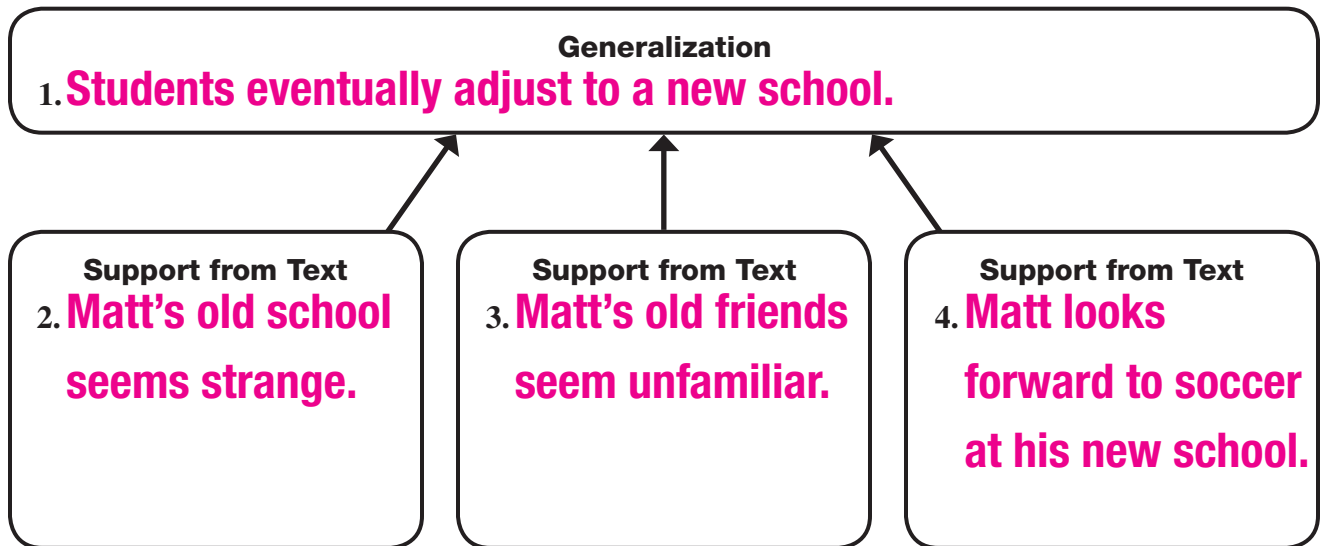 Generalization
1. Students eventually adjust to a new school.
Support from Text
2. Matt's old school
seems strange.
Support from Text
3. Matt's old friends
seem unfamiliar.
Support from Text
4. Matt looks
forward to soccer
at his new school.